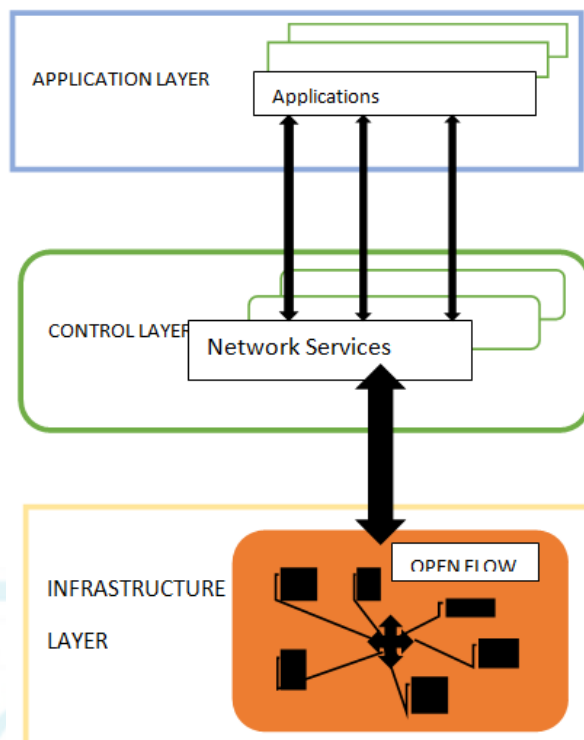 APPLICATION LAYER
Applications
CONTROL LAYER
Network Services
OPEN FLOW
INFRASTRUCTURE
LAYER